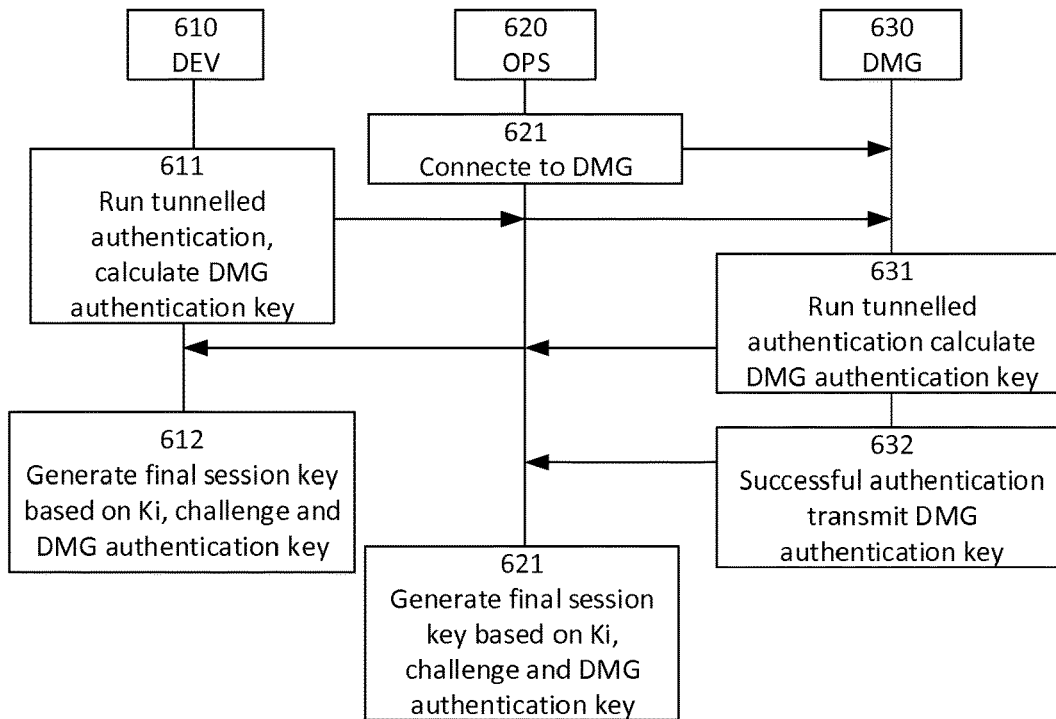 610
DEV
620
OPS
630
DMG
621
Connecte to DMG
611
Run tunnelled
authentication,
calculate DMG
authentication key
631
Run tunnelled
authentication calculate
DMG authentication key
612
Generate final session key
based on Ki, challenge and
DMG authentication key
632
Successful authentication
transmit DMG
authentication key
621
Generate final session
key based on Ki,
challenge and DMG
authentication key